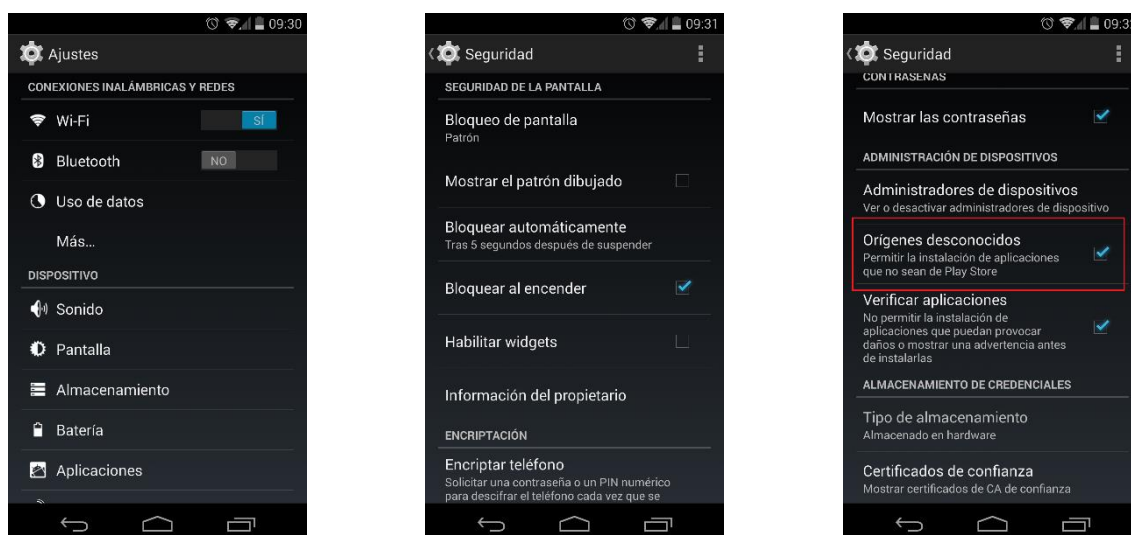 09:30
Ajustes
CONEXIONES INALÁMBRICAS Y REDES
Wi-Fi SÍ
Bluetooth NO
Uso de datos
Más...
DISPOSITIVO
Sonido
Pantalla
Almacenamiento
Batería
Aplicaciones
09:31
Seguridad
SEGURIDAD DE LA PANTALLA
Bloqueo de pantalla
Patrón
Mostrar el patrón dibujado
Bloquear automáticamente
Tras 5 segundos después de suspender
Bloquear al encender
Habilitar widgets
Información del propietario
ENCRIPTACIÓN
Encriptar teléfono
Solicitar una contraseña o un PIN numérico
para descifrar el teléfono cada vez que se
Seguridad
CONTRASEÑAS
Mostrar las contraseñas
ADMINISTRACIÓN DE DISPOSITIVOS
Administradores de dispositivos
Ver o desactivar administradores de dispositivo
Orígenes desconocidos
Permitir la instalación de aplicaciones
que no sean de Play Store
Verificar aplicaciones
No permitir la instalación de
aplicaciones que puedan provocar
daños o mostrar una advertencia antes
de instalarlas
ALMACENAMIENTO DE CREDENCIALES
Tipo de almacenamiento
Almacenado en hardware
Certificados de confianza
Mostrar certificados de CA de confianza